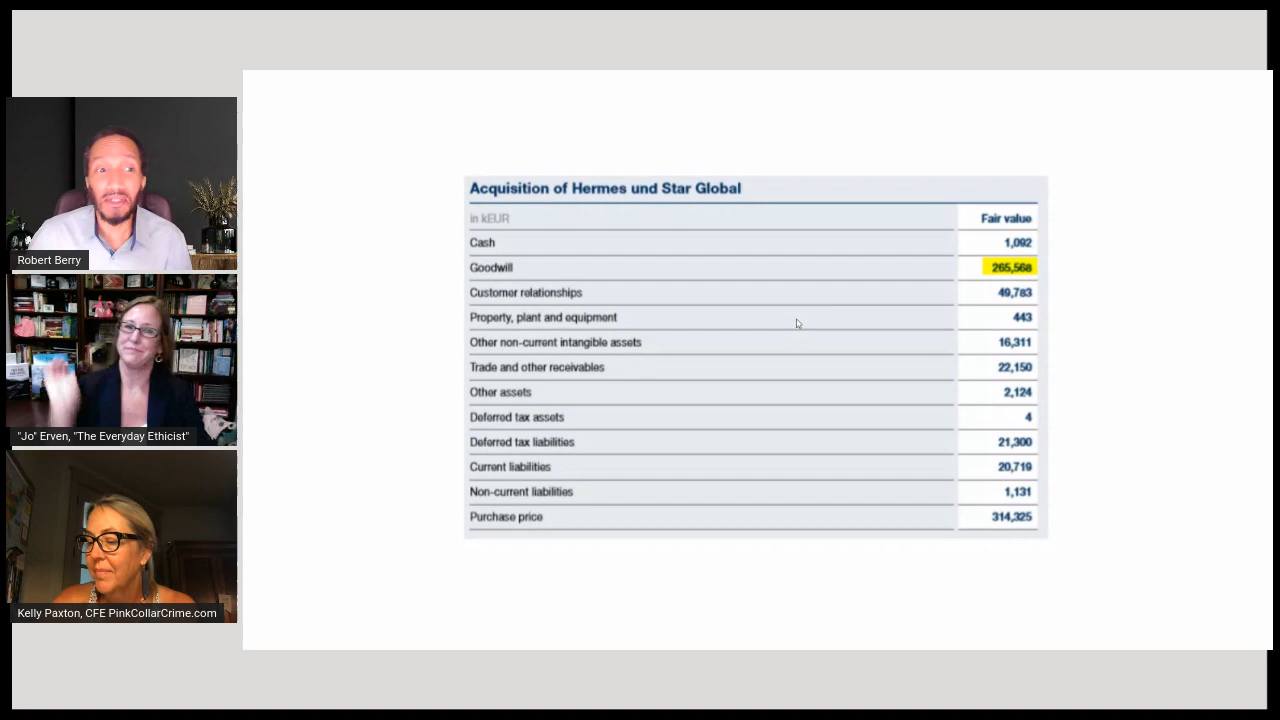 Robert Berry
"Jo" Erven, "The Everyday Ethicist"
Kelly Paxton, CFE PinkCollarCrime.com
Acquisition of Hermes und Star Global
in kEUR Fair value
Cash 1,092
Goodwill 265,568
Customer relationships 49,783
Property, plant and equipment 443
Other non-current intangible assets 16,311
Trade and other receivables 22,150
Other assets 2,124
Deferred tax assets 4
Deferred tax liabilities 21,300
Current liabilities 20,719
Non-current liabilities 1,131
Purchase price 314,325